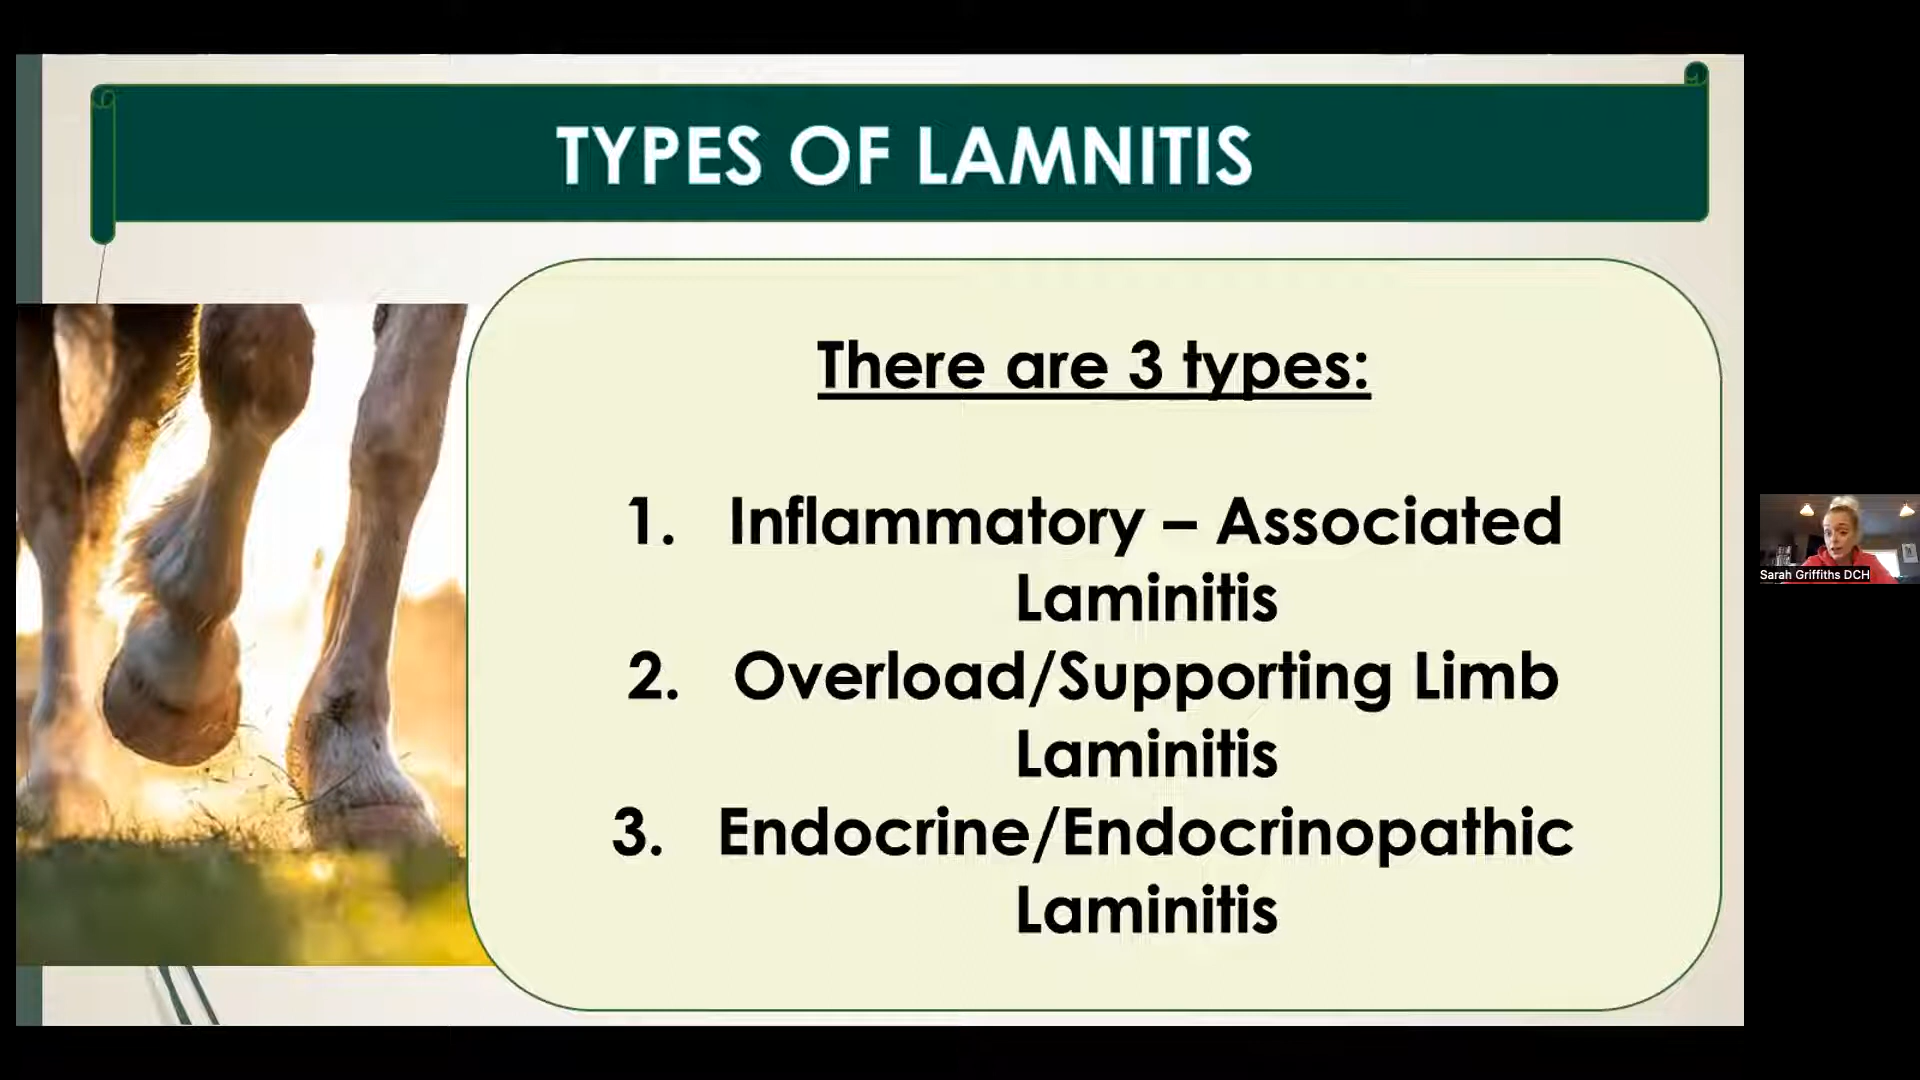 TYPES OF LAMNITIS
There are 3 types:
1. Inflammatory – Associated
Laminitis
2. Overload/Supporting Limb
Laminitis
3. Endocrine/Endocrinopathic
Laminitis
Sarah Griffiths DCH